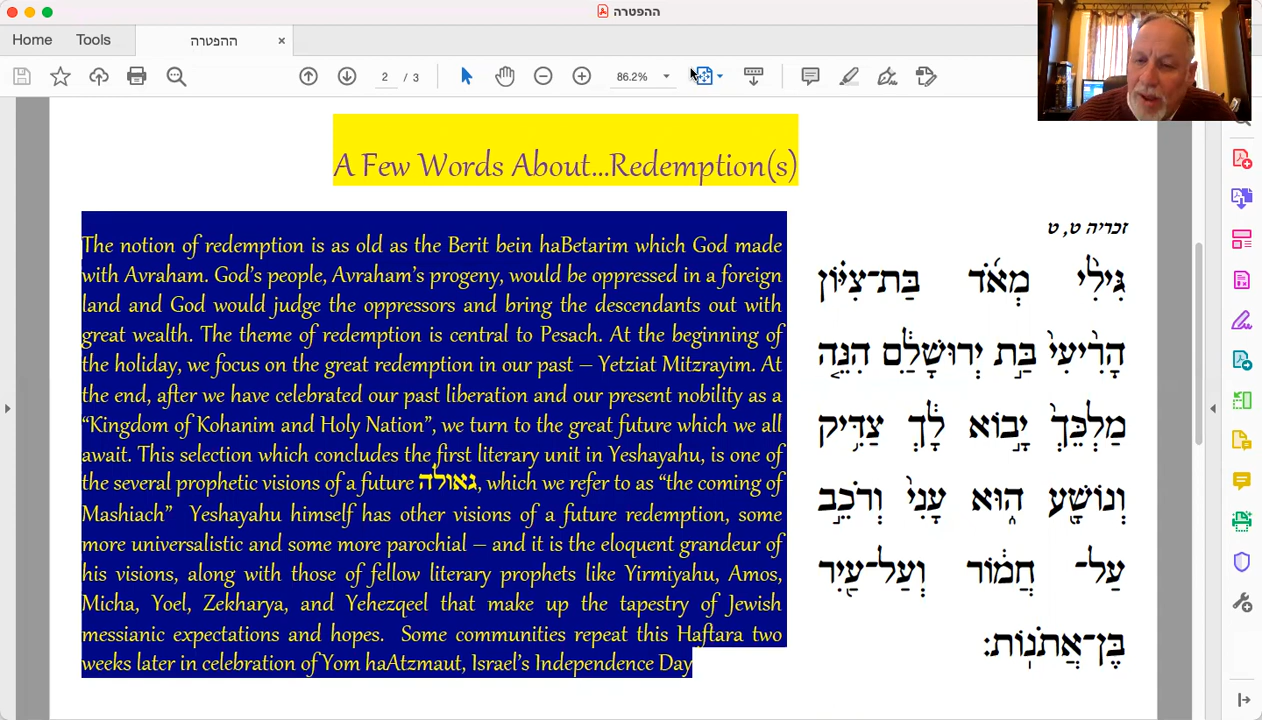 ההפטרה
Home
Tools
ההפטרה
2 / 3
86.2%
A Few Words About...Redemption(s)
The notion of redemption is as old as the Berit bein haBetarim which God made
with Avraham. God's people, Avraham's progeny, would be oppressed in a foreign
land and God would judge the oppressors and bring the descendants out with
great wealth. The theme of redemption is central to Pesach. At the beginning of
the holiday, we focus on the great redemption in our past – Yetziat Mitzrayim. At
the end, after we have celebrated our past liberation and our present nobility as a
“Kingdom of Kohanim and Holy Nation”, we turn to the great future which we all
await. This selection which concludes the first literary unit in Yeshayahu, is one of
the several prophetic visions of a future גאולה, which we refer to as “the coming of
Mashiach” Yeshayahu himself has other visions of a future redemption, some
more universalistic and some more parochial – and it is the eloquent grandeur of
his visions, along with those of fellow literary prophets like Yirmiyahu, Amos,
Micha, Yoel, Zekharya, and Yehezqeel that make up the tapestry of Jewish
messianic expectations and hopes. Some communities repeat this Haftara two
weeks later in celebration of Yom haAtzmaut, Israel's Independence Day
זכריה ט, ט
גִּילִ֨י מְאֹ֜ד בַּת־צִיּ֗וֹן
הָרִ֙יעִי֙ בַּ֣ת יְרוּשָׁלִַ֔ם הִנֵּ֤ה
מַלְכֵּךְ֙ יָ֣בוֹא לָ֔ךְ צַדִּ֥יק
וְנוֹשָׁ֖ע ה֑וּא עָנִי֙ וְרֹכֵ֣ב
עַל־ חֲמ֔וֹר וְעַל־עַ֖יִר
בֶּן־אֲתֹנֽוֹת׃